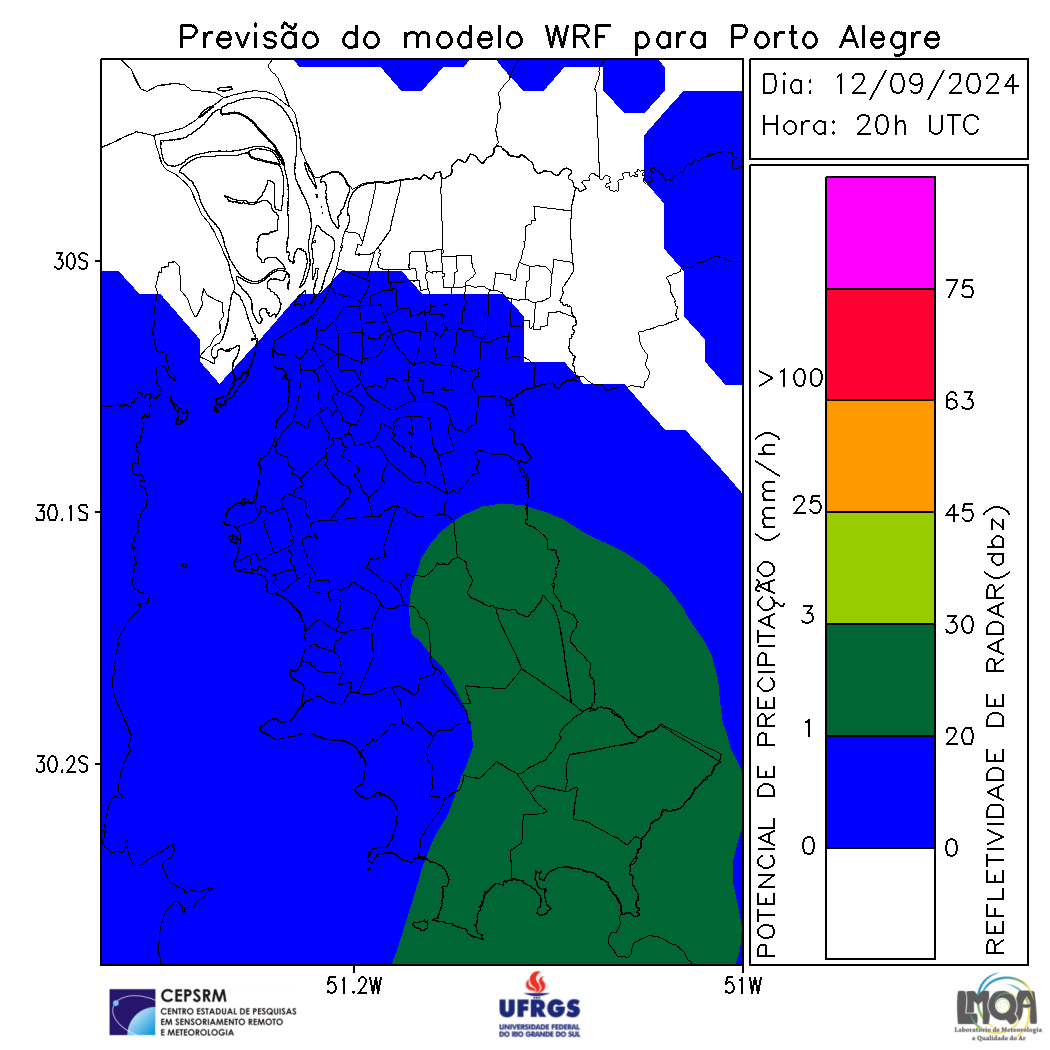 Previsão do modelo WRF para Porto Alegre
Dia: 12/09/2024
Hora: 20h UTC
30S
30.1S
30.2S
51.2W
51W
POTENCIAL DE PRECIPITAÇÃO (mm/h)
>100
25
3
1
0
75
63
45
30
20
0
REFLETIVIDADE DE RADAR(dbz)
CEPSRM
CENTRO ESTADUAL DE PESQUISAS
EM SENSORIAMENTO REMOTO
E METEOROLOGIA
UFRGS
UNIVERSIDADE FEDERAL
DO RIO GRANDE DO SUL
LMQA
Laboratório de Meteorologia
e Qualidade do Ar